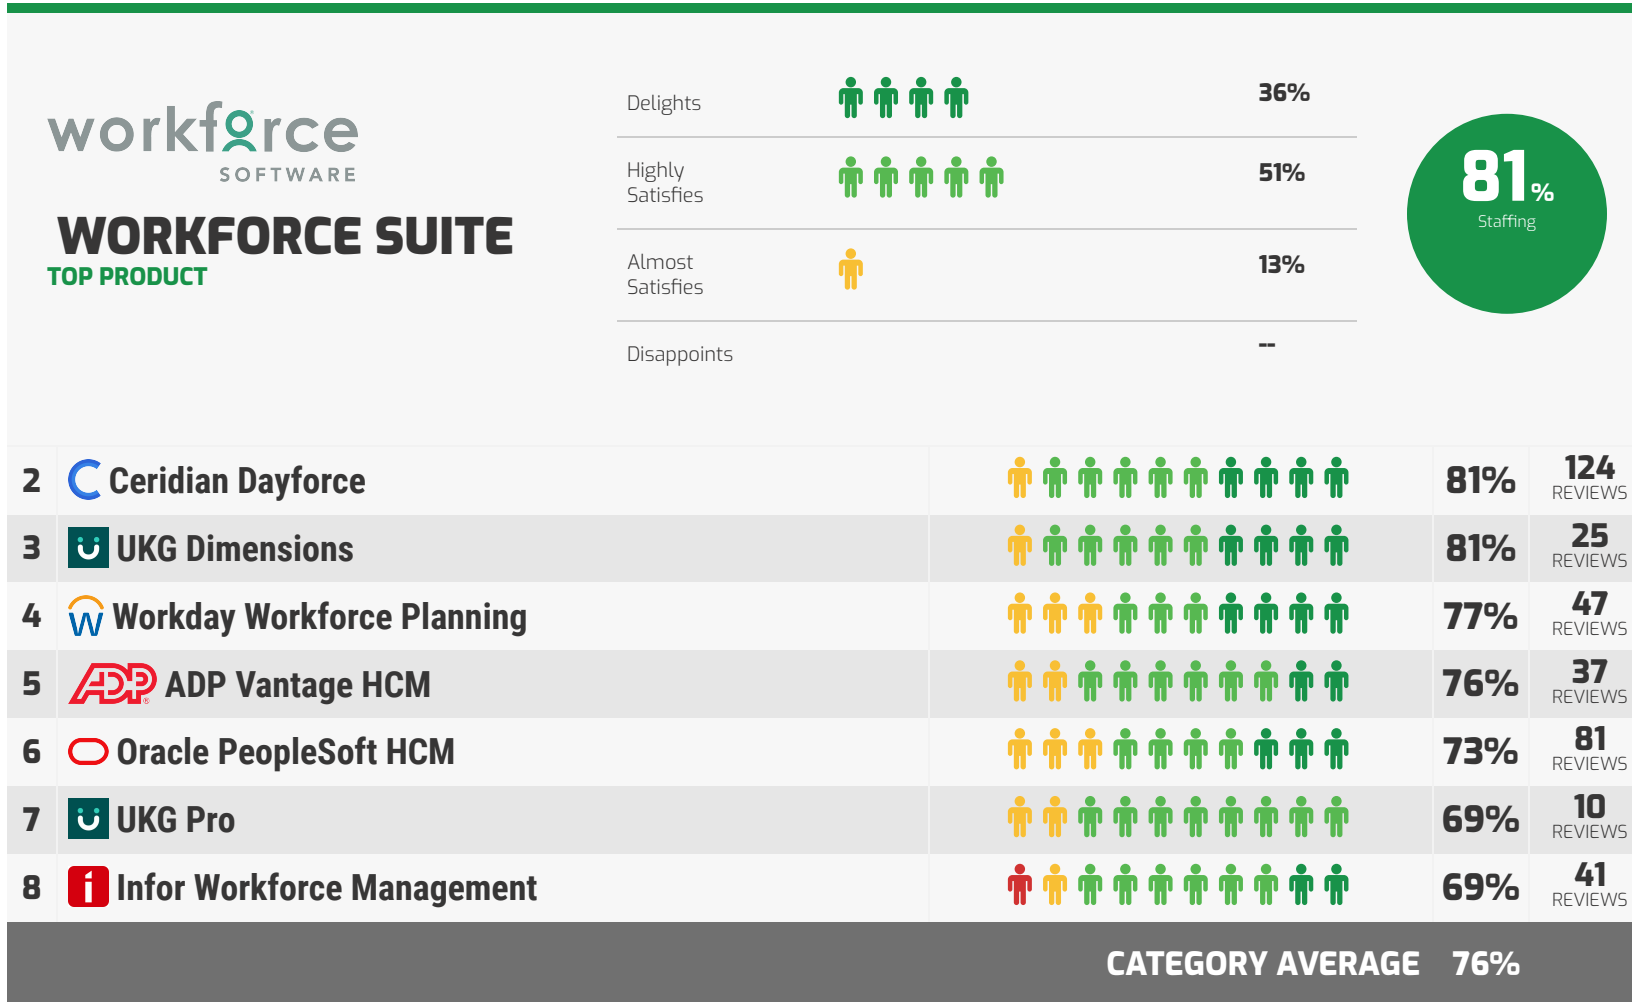 workforce
SOFTWARE
WORKFORCE SUITE
TOP PRODUCT
Delights 36%
Highly
Satisfies 51%
Almost
Satisfies 13%
Disappoints --
81%
Staffing
2 Ceridian Dayforce 81% 124 REVIEWS
3 UKG Dimensions 81% 25 REVIEWS
4 W Workday Workforce Planning 77% 47 REVIEWS
5 ADP ADP Vantage HCM 76% 37 REVIEWS
6 Oracle PeopleSoft HCM 73% 81 REVIEWS
7 UKG Pro 69% 10 REVIEWS
8 i Infor Workforce Management 69% 41 REVIEWS
CATEGORY AVERAGE 76%